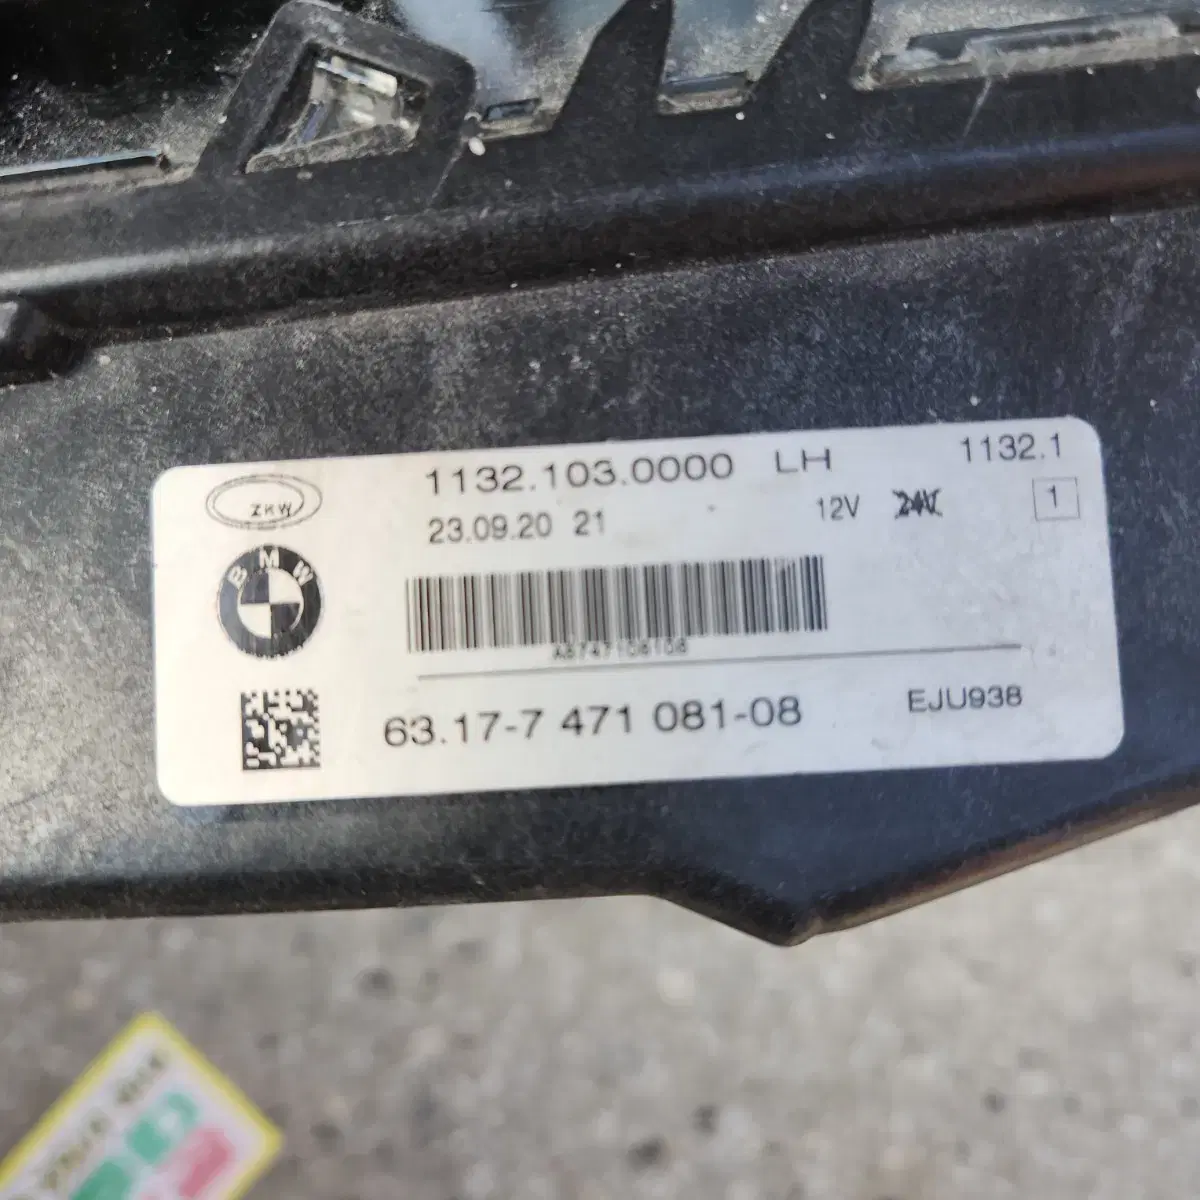 1132.103.0000 LH 1132.1
ZKW
23.09.20 21 12V 24V 1
BMW
A8747108108
63.17-7 471 081-08 EJU938